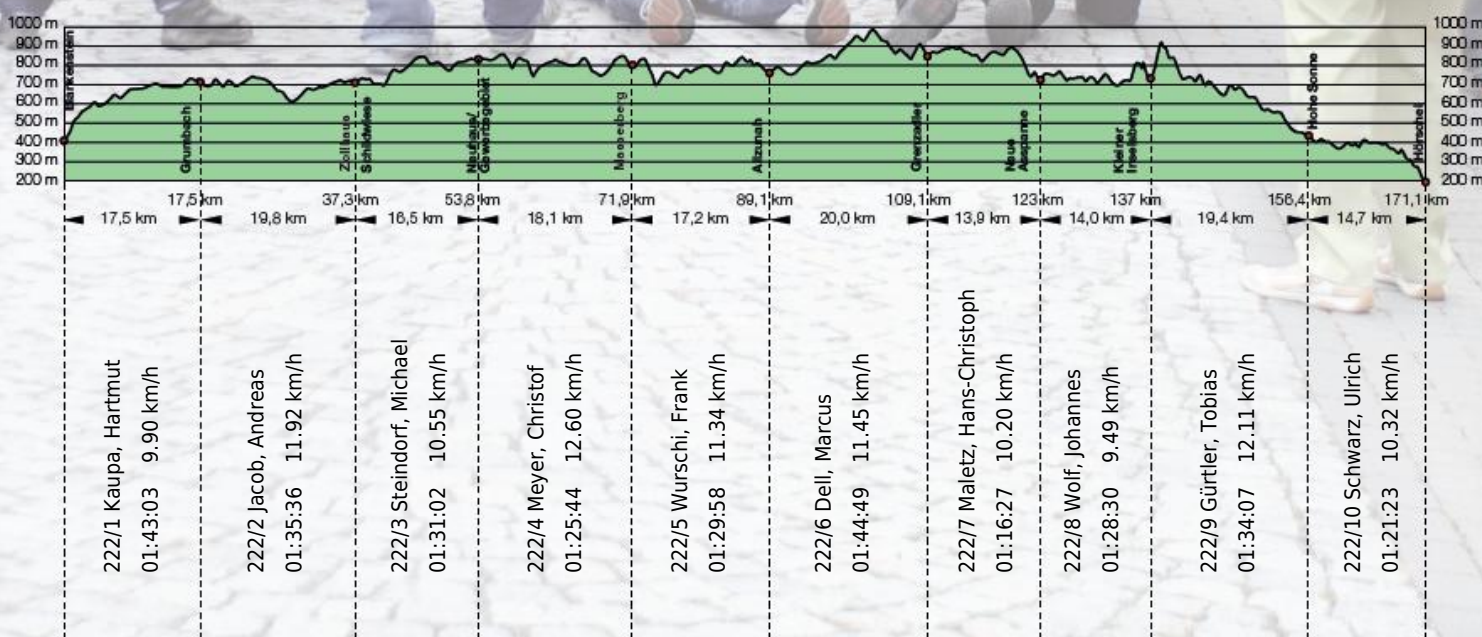 1000 m
900 m
800 m
700 m
600 m
500 m
400 m
300 m
200 m
1000 m
900 m
800 m
700 m
600 m
500 m
400 m
300 m
200 m
Blankenstein
Grumbach
Zollhaus
Schildwiese
Neuhaus/
Masserberg
Allzunah
Grenzadler
Neue
Ausspanne
Kleiner
Inselsberg
Hohe Sonne
Hörschel
17,5 km
37,3 km
53,8 km
71,9 km
89,1 km
109,1 km
123 km
137 km
156,4 km
171,1 km
17,5 km
19,8 km
16,5 km
18,1 km
17,2 km
20,0 km
13,9 km
14,0 km
19,4 km
14,7 km
222/1 Kaupa, Hartmut
01:43:03 9.90 km/h
222/2 Jacob, Andreas
01:35:36 11.92 km/h
222/3 Steindorf, Michael
01:31:02 10.55 km/h
222/4 Meyer, Christof
01:25:44 12.60 km/h
222/5 Wurschi, Frank
01:29:58 11.34 km/h
222/6 Dell, Marcus
01:44:49 11.45 km/h
222/7 Maletz, Hans-Christoph
01:16:27 10.20 km/h
222/8 Wolf, Johannes
01:28:30 9.49 km/h
222/9 Gürtler, Tobias
01:34:07 12.11 km/h
222/10 Schwarz, Ulrich
01:21:23 10.32 km/h